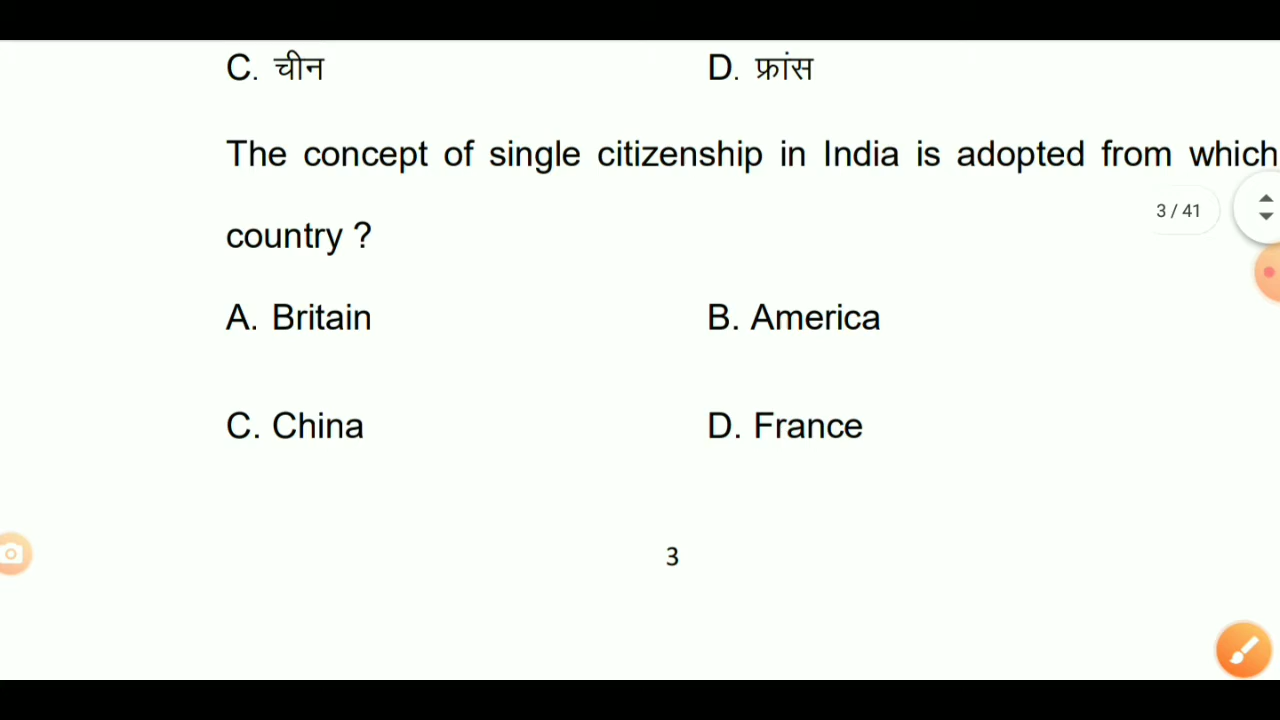 C. चीन D. फ्रांस
The concept of single citizenship in India is adopted from which
3 / 41
country ?
A. Britain B. America
C. China D. France
3